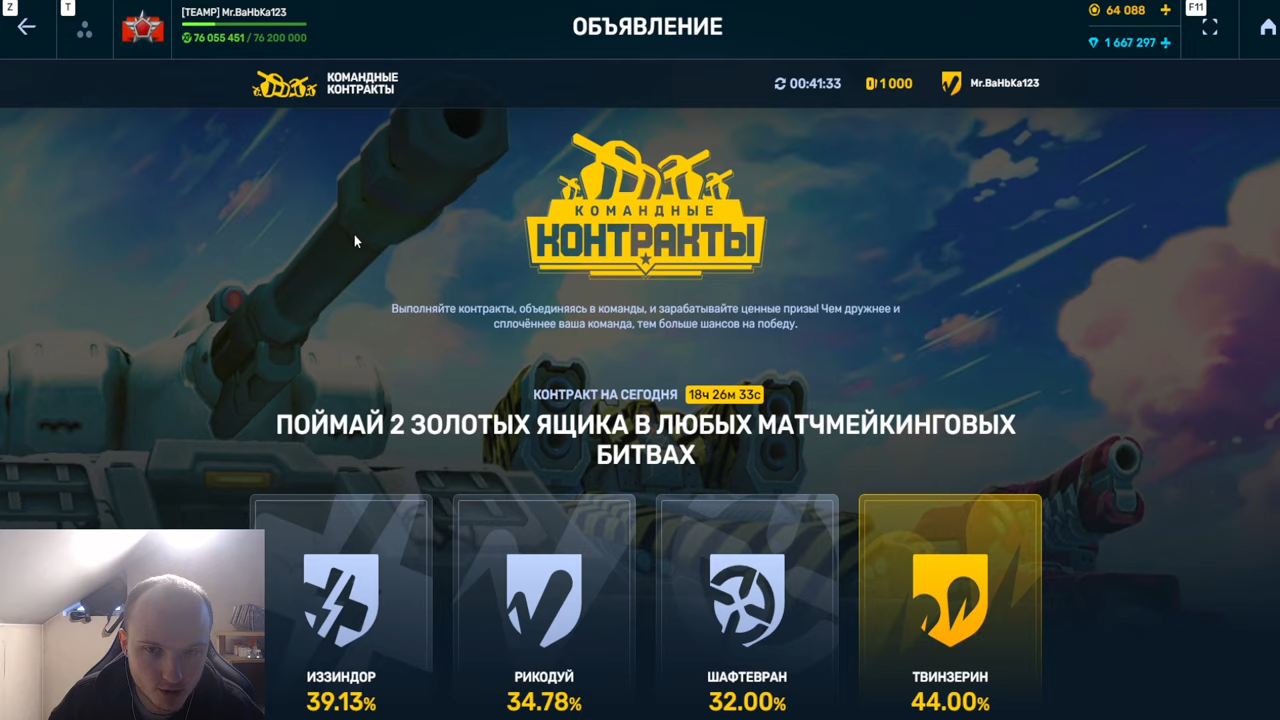 Z
T
[TEAMP] Mr.BaHbKa123
76 055 451 / 76 200 000
ОБЪЯВЛЕНИЕ
64 088 +
1 667 297 +
F11
КОМАНДНЫЕ
КОНТРАКТЫ
00:41:33
1 000
Mr.BaHbKa123
КОМАНДНЫЕ
КОНТРАКТЫ
Выполняйте контракты, объединяясь в команды, и зарабатывайте ценные призы! Чем дружнее и
сплочённее ваша команда, тем больше шансов на победу.
КОНТРАКТ НА СЕГОДНЯ 18ч 26м 33с
ПОЙМАЙ 2 ЗОЛОТЫХ ЯЩИКА В ЛЮБЫХ МАТЧМЕЙКИНГОВЫХ
БИТВАХ
ИЗЗИНДОР
39.13%
РИКОДУЙ
34.78%
ШАФТЕВРАН
32.00%
ТВИНЗЕРИН
44.00%